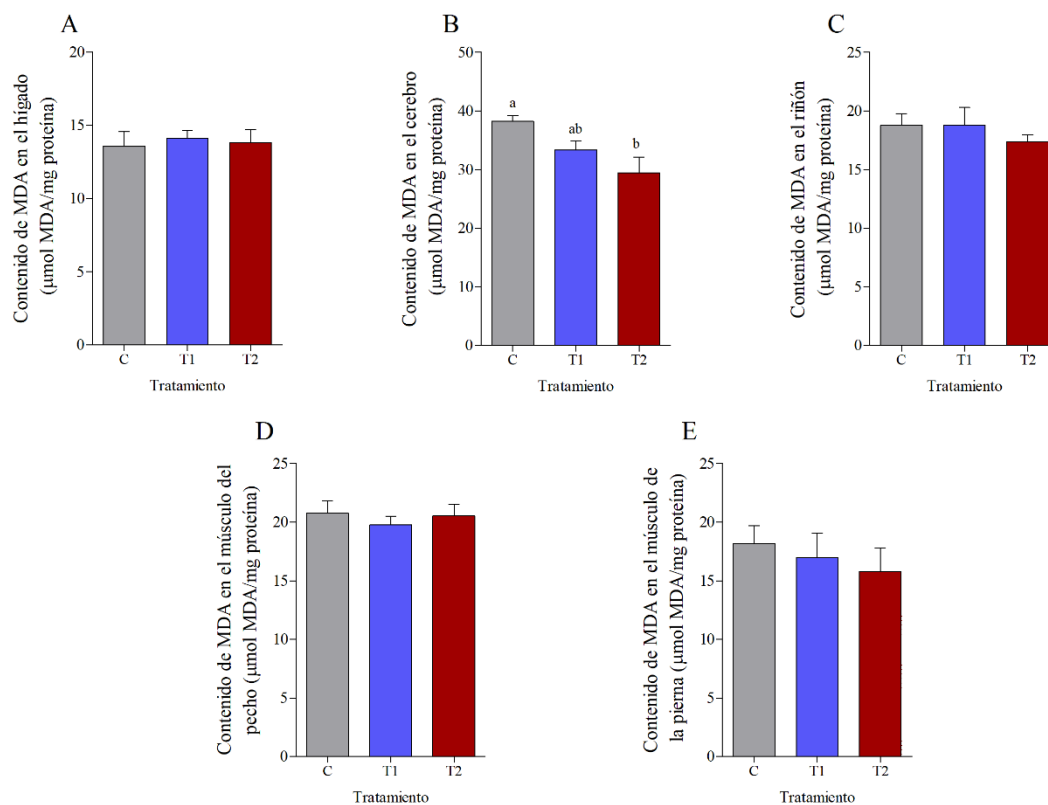 A
Contenido de MDA en el hígado
(µmol MDA/mg proteína)
20
15
13
5
0
C T1 T2
Tratamiento
B
Contenido de MDA en el cerebro
(µmol MDA/mg proteína)
50
40
30
20
10
0
a
ab
b
C T1 T2
Tratamiento
C
Contenido de MDA en el riñón
(µmol MDA/mg proteína)
25
20
15
13
5
0
C T1 T2
Tratamiento
D
Contenido de MDA en el músculo del
pecho (µmol MDA/mg proteína)
25
20
15
10
5
0
C T1 T2
Tratamiento
E
Contenido de MDA en el músculo de
la pierna (µmol MDA/mg proteína)
25
20
15
10
5
0
C T1 T2
Tratamiento